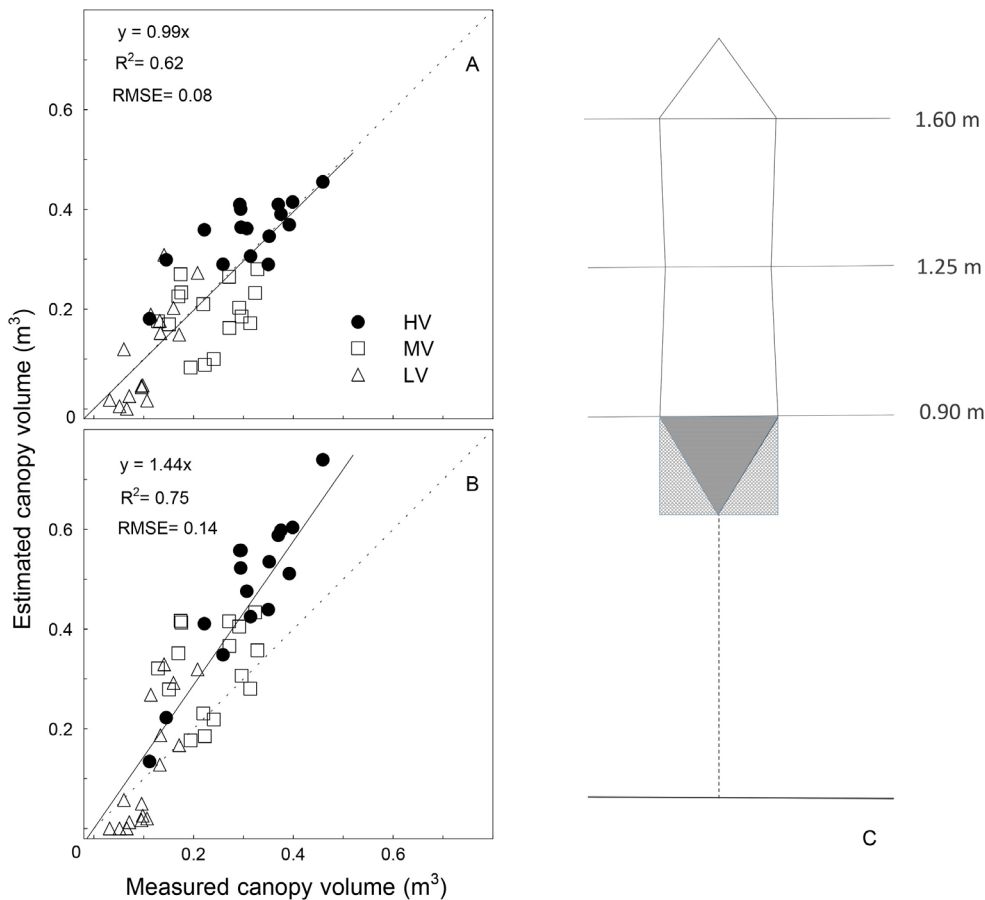 y = 0.99x
R²= 0.62
RMSE= 0.08
A
0.6
0.4
0.2
0
HV
MV
LV
y = 1.44x
R²= 0.75
RMSE= 0.14
B
0.6
0.4
0.2
0
0.2
0.4
0.6
Estimated canopy volume (m³)
Measured canopy volume (m³)
1.60 m
1.25 m
0.90 m
C